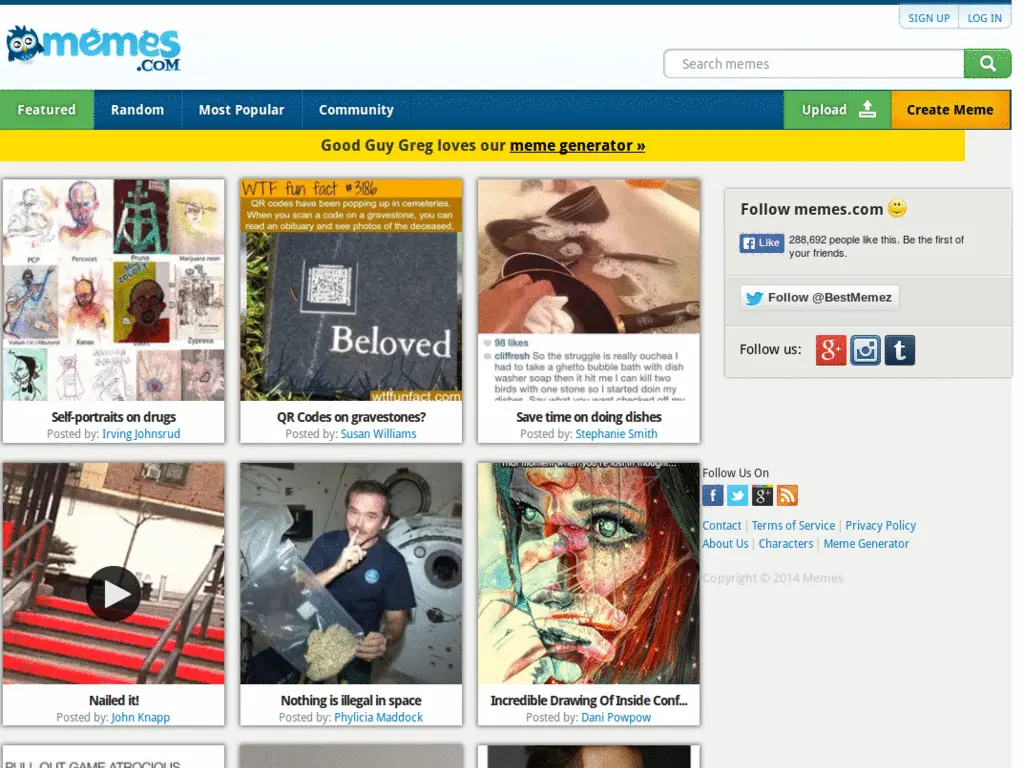 SIGN UP LOG IN
memes
.COM
Search memes
Featured Random Most Popular Community Upload Create Meme
Good Guy Greg loves our meme generator »
PCP Percocet Pruno Marijuana resin
ZOLOFT
Xanax
Zyprexa
Self-portraits on drugs
Posted by: Irving Johnsrud
WTF fun fact #3186
QR codes have been popping up in cemeteries.
When you scan a code on a gravestone, you can
read an obituary and see photos of the deceased.
Beloved
wtffunfact.com
QR Codes on gravestones?
Posted by: Susan Williams
98 likes
cliffresh So the struggle is really ouchea I
had to take a ghetto bubble bath with dish
washer soap then it hit me I can kill two
birds with one stone so I started doin my
dishes. Say what you want checked off my
Save time on doing dishes
Posted by: Stephanie Smith
Follow memes.com
Like 288,692 people like this. Be the first of
your friends.
Follow @BestMemez
Follow us:
Nailed it!
Posted by: John Knapp
Nothing is illegal in space
Posted by: Phylicia Maddock
that moment when you're lost in thought...
Incredible Drawing Of Inside Conf...
Posted by: Dani Powpow
Follow Us On
Contact | Terms of Service | Privacy Policy
About Us | Characters | Meme Generator
Copyright © 2014 Memes
PULL OUT GAME ATROCIOUS